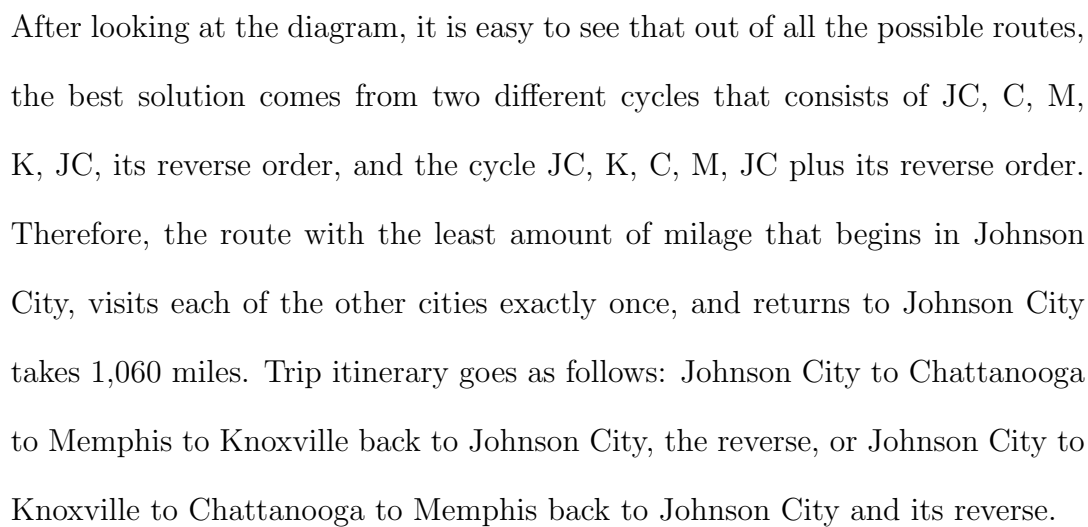 After looking at the diagram, it is easy to see that out of all the possible routes,
the best solution comes from two different cycles that consists of JC, C, M,
K, JC, its reverse order, and the cycle JC, K, C, M, JC plus its reverse order.
Therefore, the route with the least amount of milage that begins in Johnson
City, visits each of the other cities exactly once, and returns to Johnson City
takes 1,060 miles. Trip itinerary goes as follows: Johnson City to Chattanooga
to Memphis to Knoxville back to Johnson City, the reverse, or Johnson City to
Knoxville to Chattanooga to Memphis back to Johnson City and its reverse.